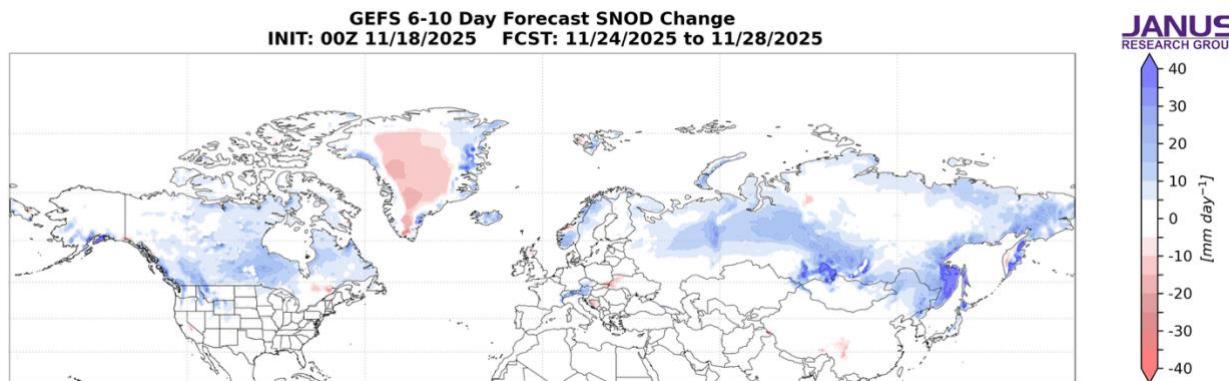 GEFS 6-10 Day Forecast SNOD Change
INIT: 00Z 11/18/2025 FCST: 11/24/2025 to 11/28/2025
JANUS
RESEARCH GROU
40
30
20
10
0
-10
-20
-30
-40
[mm day⁻¹]